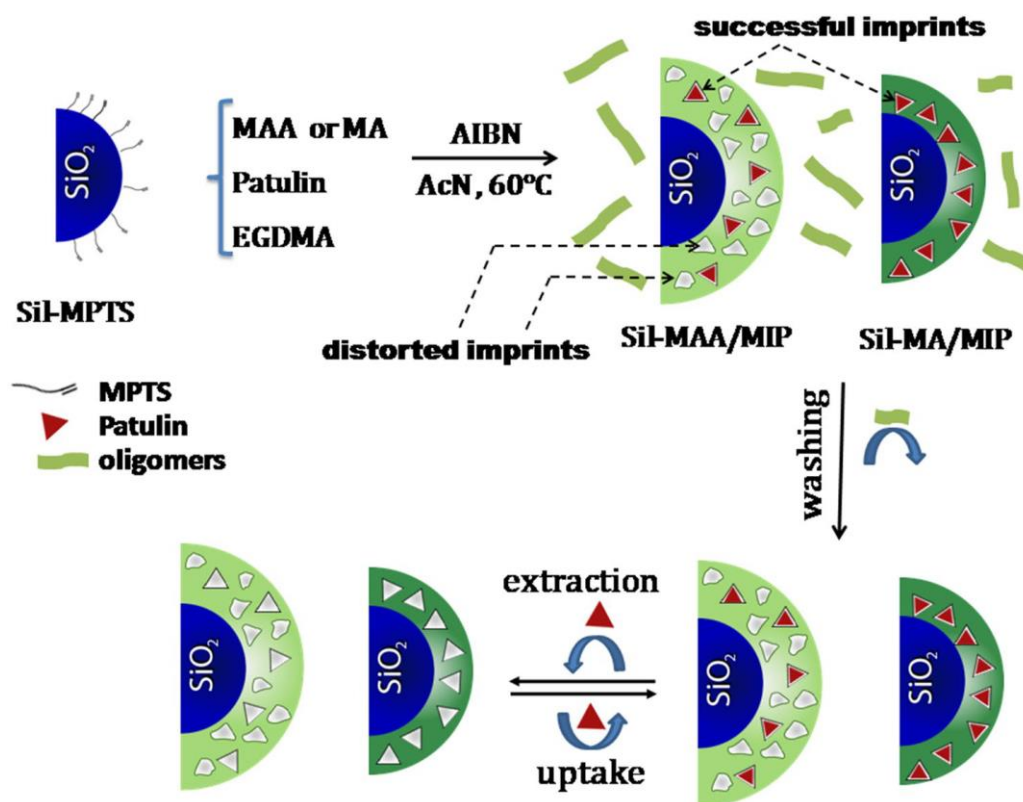 successful imprints
SiO2
MAA or MA
Patulin
EGDMA
AIBN
AcN, 60°C
SiO2
SiO2
Sil-MPTS
distorted imprints
Sil-MAA/MIP
Sil-MA/MIP
MPTS
Patulin
oligomers
washing
extraction
SiO2
SiO2
SiO2
SiO2
uptake